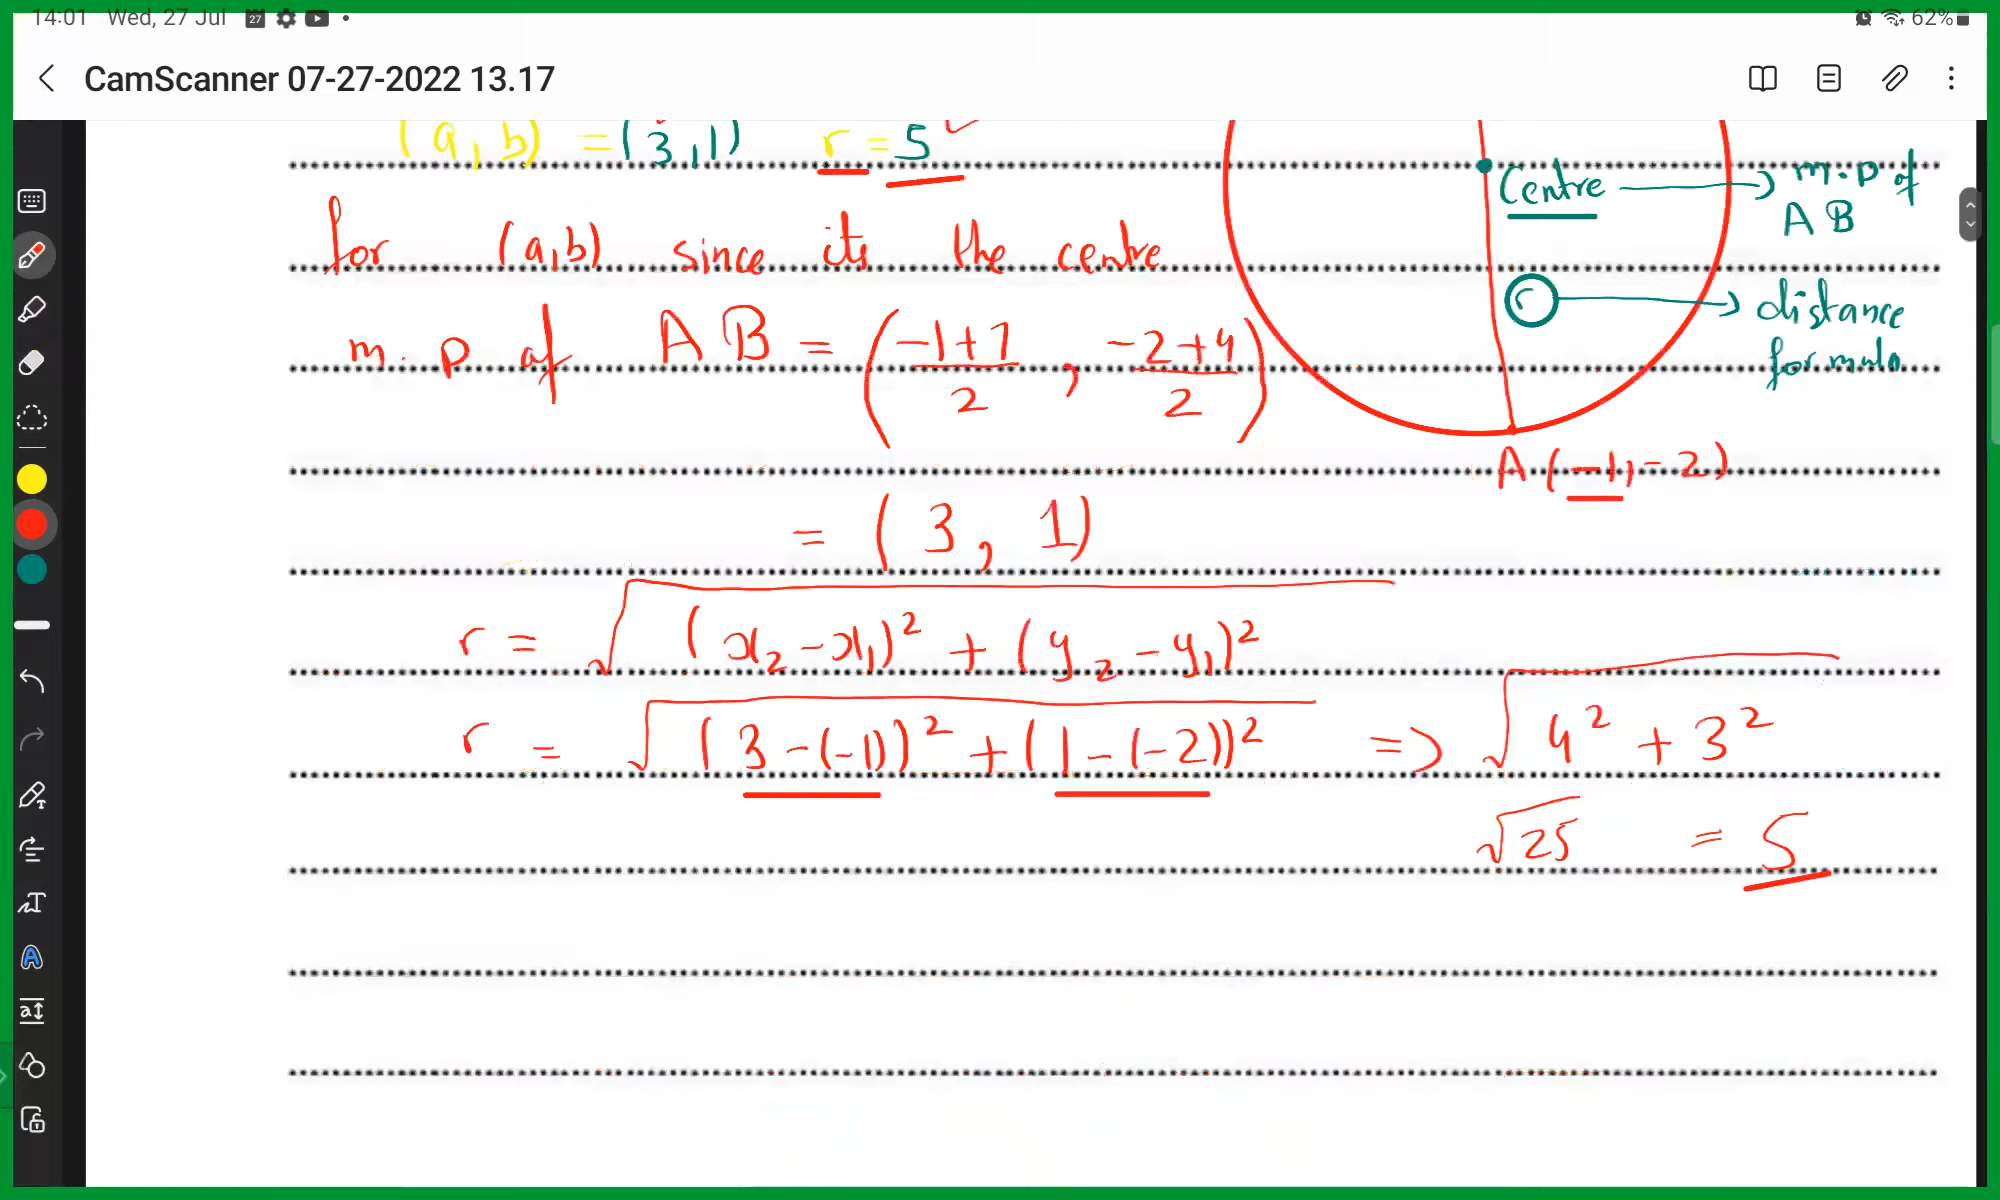 14:01 Wed, 27 Jul 27 62%
CamScanner 07-27-2022 13.17
(a, b) = (3, 1) r = 5
Centre → m.p of
AB
for (a,b) since its the centre
r → distance
formula
m.p of AB = (-1+7/2, -2+4/2)
A (-1, -2)
= (3, 1)
r = √(x₂-x₁)² + (y₂-y₁)²
r = √(3-(-1))² + (1-(-2))² => √4² + 3²
√25 = 5